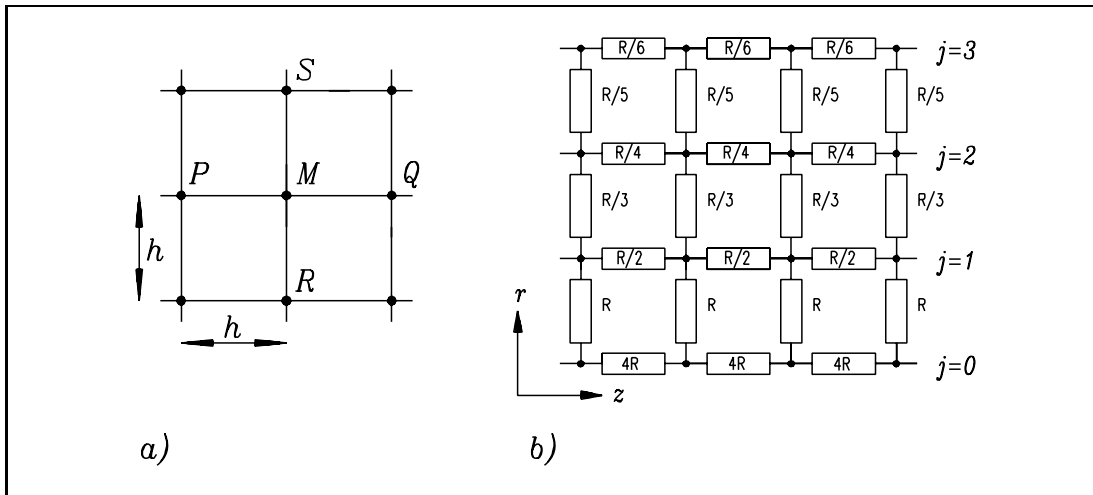 S
P M Q
h
R
h
a)
R/6 R/6 R/6 j=3
R/5 R/5 R/5 R/5
R/4 R/4 R/4 j=2
R/3 R/3 R/3 R/3
R/2 R/2 R/2 j=1
R R R R
r
4R 4R 4R j=0
z
b)